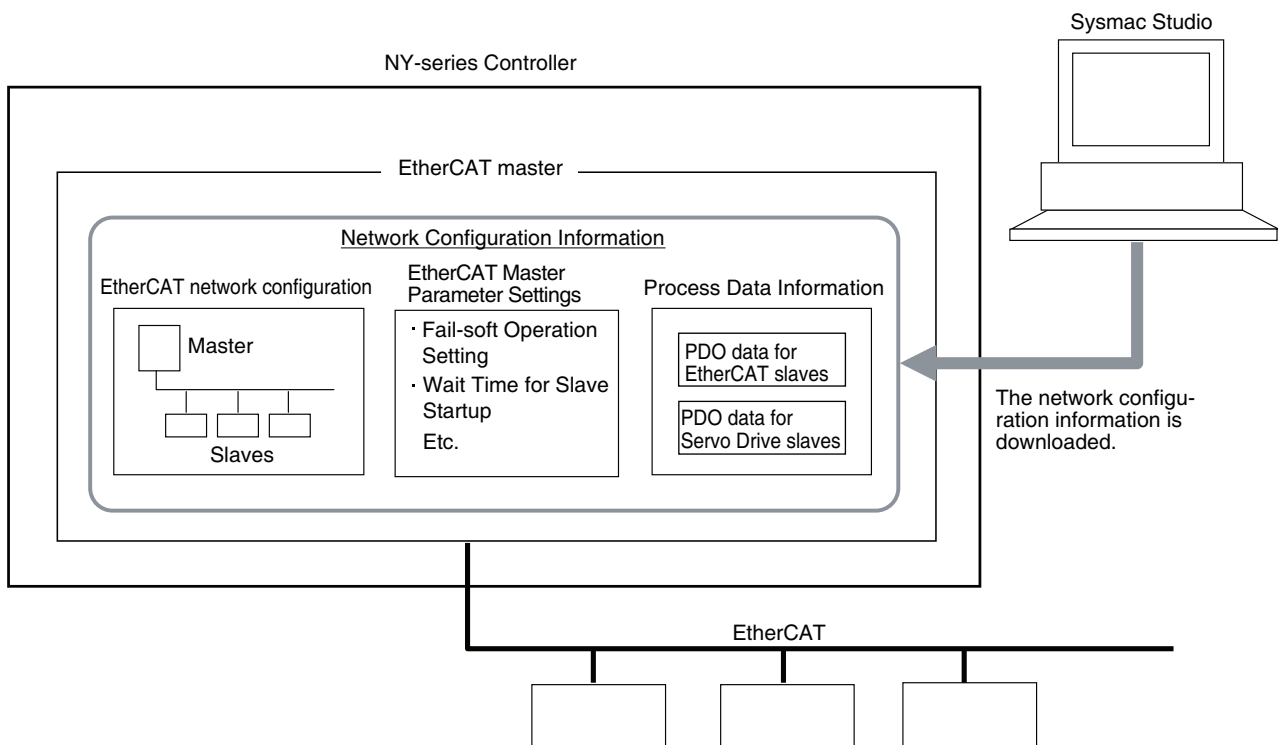 Sysmac Studio
NY-series Controller
EtherCAT master
Network Configuration Information
EtherCAT network configuration
Master
Slaves
EtherCAT Master
Parameter Settings
· Fail-soft Operation
Setting
· Wait Time for Slave
Startup
Etc.
Process Data Information
PDO data for
EtherCAT slaves
PDO data for
Servo Drive slaves
The network configu-
ration information is
downloaded.
EtherCAT